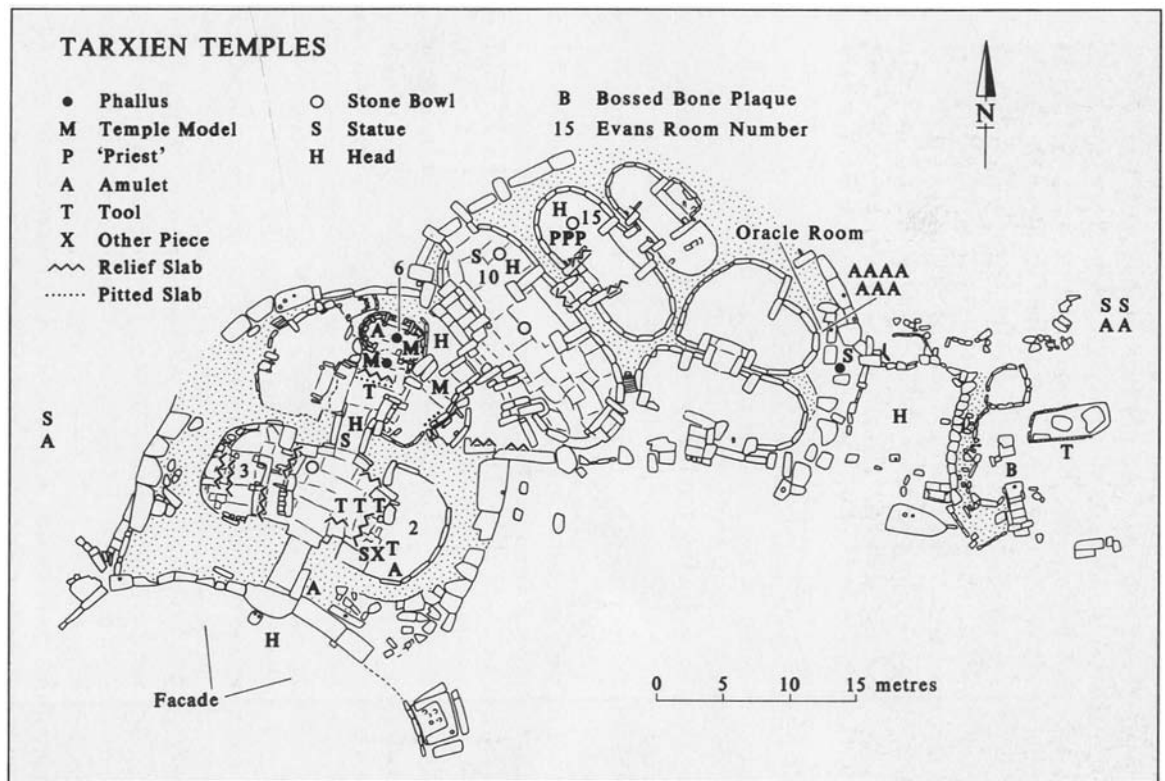 TARXIEN TEMPLES
● Phallus
M Temple Model
P 'Priest'
A Amulet
T Tool
X Other Piece
Relief Slab
Pitted Slab
○ Stone Bowl
S Statue
H Head
B Bossed Bone Plaque
15 Evans Room Number
N
H 15
PPP
Oracle Room
S
10 H
6
AAAA
AAA
S S
A A
A
M
H
M
M
T
S
H
H
S
S
A
B
T
3
T T T
2
SX T
A
A
H
Facade
0 5 10 15 metres